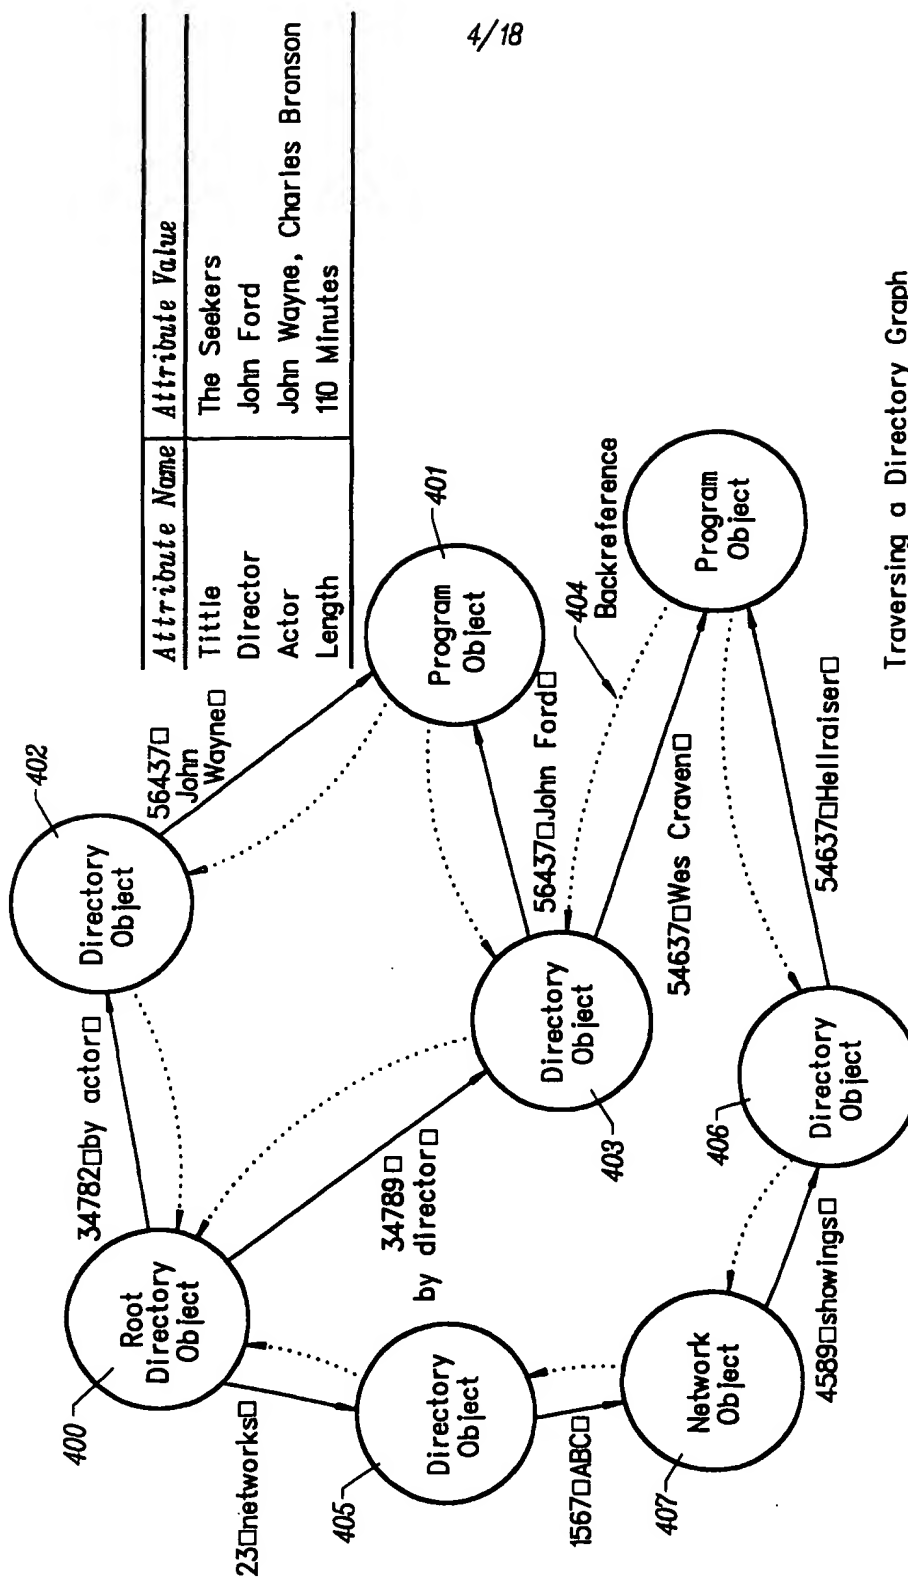 4/18
Attribute Name Attribute Value
Tittle The Seekers
Director John Ford
Actor John Wayne, Charles Bronson
Length 110 Minutes
402
Directory
Object
34782□by actor□
56437□
John
Wayne□
401
Program
Object
400
Root
Directory
Object
34789□
by director□
403
Directory
Object
56437□John Ford□
404
Backreference
54637□Wes Craven□
Program
Object
23□networks□
405
Directory
Object
1567□ABC□
407
Network
Object
4589□showings□
406
Directory
Object
54637□Hellraiser□
Traversing a Directory Graph